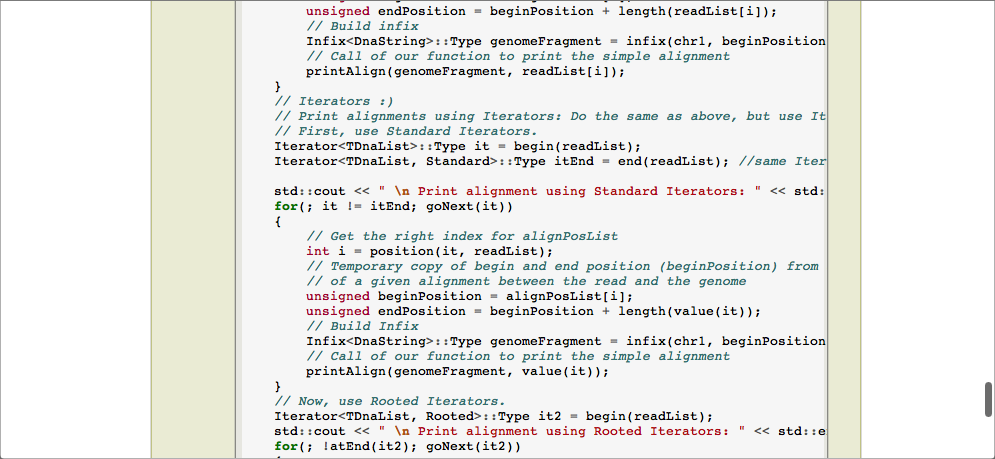 unsigned endPosition = beginPosition + length(readList[i]);
// Build infix
Infix<DnaString>::Type genomeFragment = infix(chr1, beginPosition
// Call of our function to print the simple alignment
printAlign(genomeFragment, readList[i]);
}
// Iterators :)
// Print alignments using Iterators: Do the same as above, but use It
// First, use Standard Iterators.
Iterator<TDnaList>::Type it = begin(readList);
Iterator<TDnaList, Standard>::Type itEnd = end(readList); //same Iter
std::cout << " \n Print alignment using Standard Iterators: " << std:
for(; it != itEnd; goNext(it))
{
// Get the right index for alignPosList
int i = position(it, readList);
// Temporary copy of begin and end position (beginPosition) from
// of a given alignment between the read and the genome
unsigned beginPosition = alignPosList[i];
unsigned endPosition = beginPosition + length(value(it));
// Build Infix
Infix<DnaString>::Type genomeFragment = infix(chr1, beginPosition
// Call of our function to print the simple alignment
printAlign(genomeFragment, value(it));
}
// Now, use Rooted Iterators.
Iterator<TDnaList, Rooted>::Type it2 = begin(readList);
std::cout << " \n Print alignment using Rooted Iterators: " << std::e
for(; !atEnd(it2); goNext(it2))